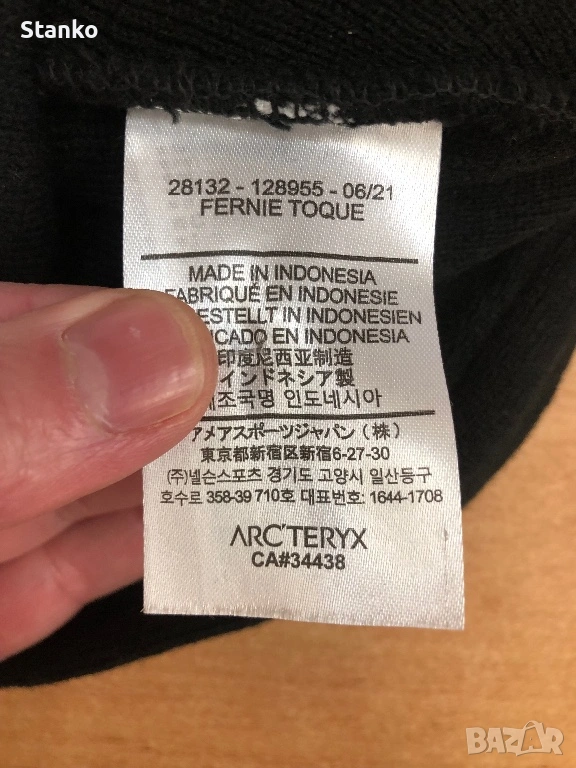 Stanko
28132 - 128955 - 06/21
FERNIE TOQUE
MADE IN INDONESIA
FABRIQUÉ EN INDONESIE
ESTELLT IN INDONESIEN
ICADO EN INDONESIA
印度尼西亚制造
インドネシア製
제조국명 인도네시아
アメアスポーツジャパン(株)
東京都新宿区新宿6-27-30
(주)넬슨스포츠 경기도 고양시 일산동구
호수로 358-39 710호 대표번호: 1644-1708
ARC'TERYX
CA#34438
BAZAR